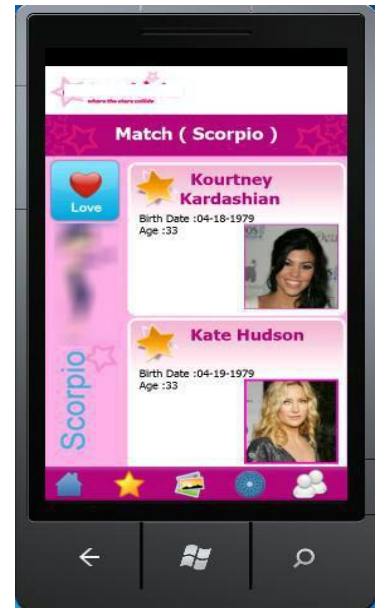 where the stars collide
Match ( Scorpio )
Love
Kourtney
Kardashian
Birth Date :04-18-1979
Age :33
Scorpio
Kate Hudson
Birth Date :04-19-1979
Age :33